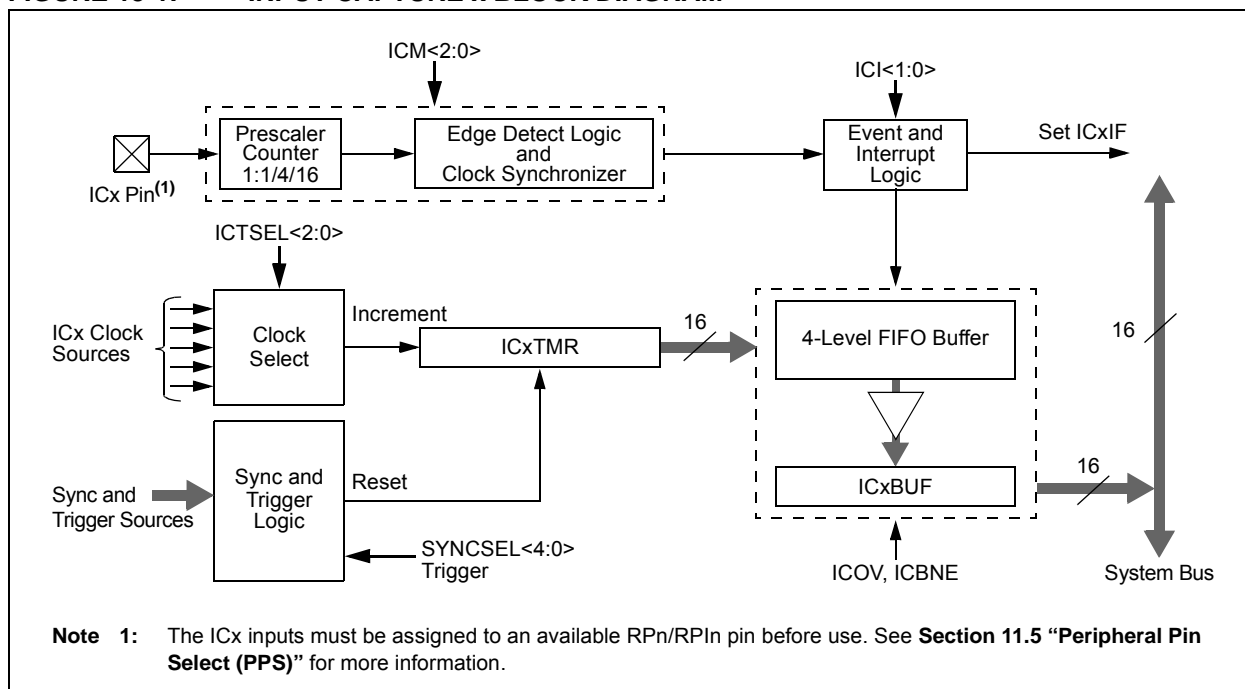 ICM<2:0>
ICI<1:0>
Prescaler
Counter
1:1/4/16
Edge Detect Logic
and
Clock Synchronizer
Event and
Interrupt
Logic
Set ICxIF
ICx Pin(1)
ICTSEL<2:0>
ICx Clock
Sources
Clock
Select
Increment
ICxTMR
16
4-Level FIFO Buffer
16
Sync and
Trigger Sources
Sync and
Trigger
Logic
Reset
ICxBUF
16
SYNCSEL<4:0>
Trigger
ICOV, ICBNE
System Bus
Note 1: The ICx inputs must be assigned to an available RPn/RPIn pin before use. See Section 11.5 “Peripheral Pin
Select (PPS)” for more information.